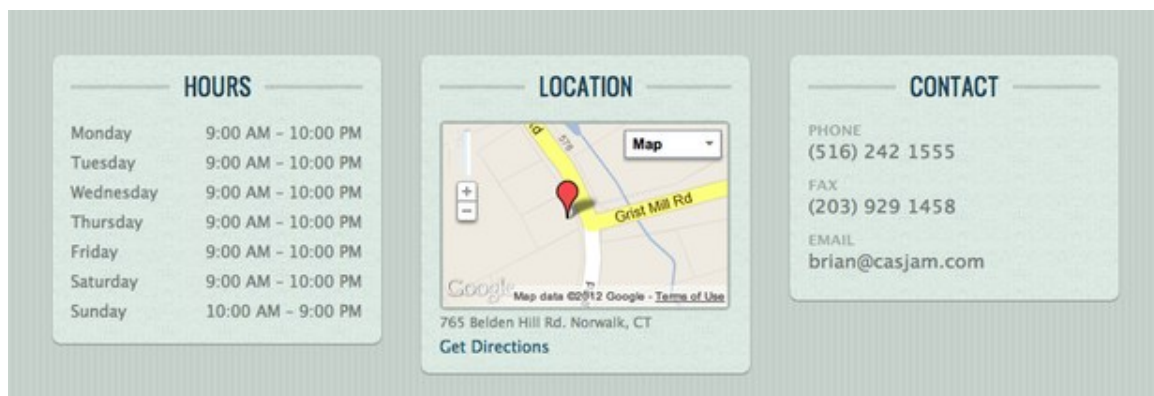 HOURS
Monday 9:00 AM – 10:00 PM
Tuesday 9:00 AM – 10:00 PM
Wednesday 9:00 AM – 10:00 PM
Thursday 9:00 AM – 10:00 PM
Friday 9:00 AM – 10:00 PM
Saturday 9:00 AM – 10:00 PM
Sunday 10:00 AM – 9:00 PM
LOCATION
Rd
578
Map
+
Grist Mill Rd
–
Google
Map data ©2012 Google - Terms of Use
765 Belden Hill Rd. Norwalk, CT
Get Directions
CONTACT
PHONE
(516) 242 1555
FAX
(203) 929 1458
EMAIL
brian@casjam.com